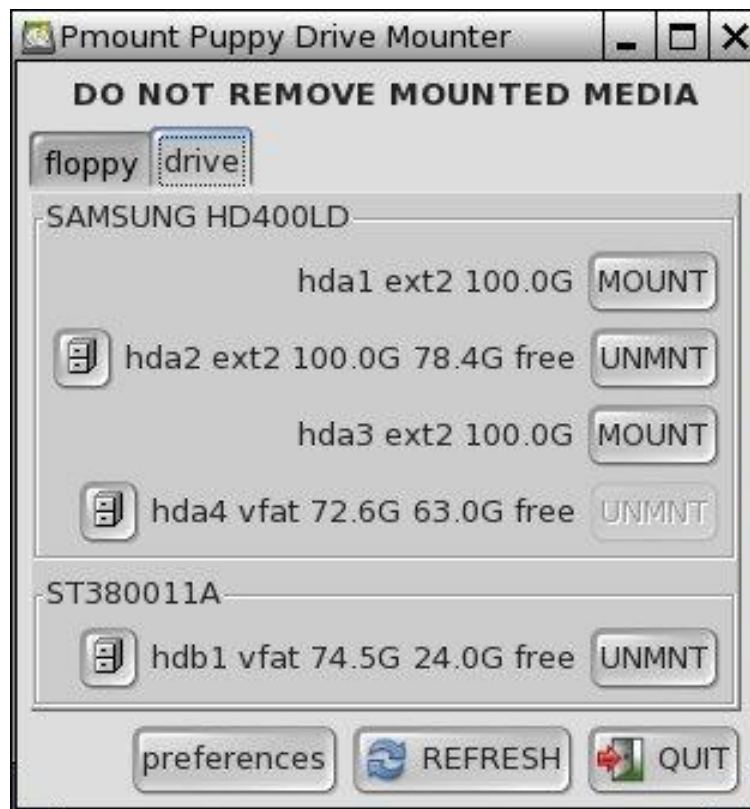 Pmount Puppy Drive Mounter
DO NOT REMOVE MOUNTED MEDIA
floppy drive
SAMSUNG HD400LD
hda1 ext2 100.0G MOUNT
hda2 ext2 100.0G 78.4G free UNMNT
hda3 ext2 100.0G MOUNT
hda4 vfat 72.6G 63.0G free UNMNT
ST380011A
hdb1 vfat 74.5G 24.0G free UNMNT
preferences REFRESH QUIT